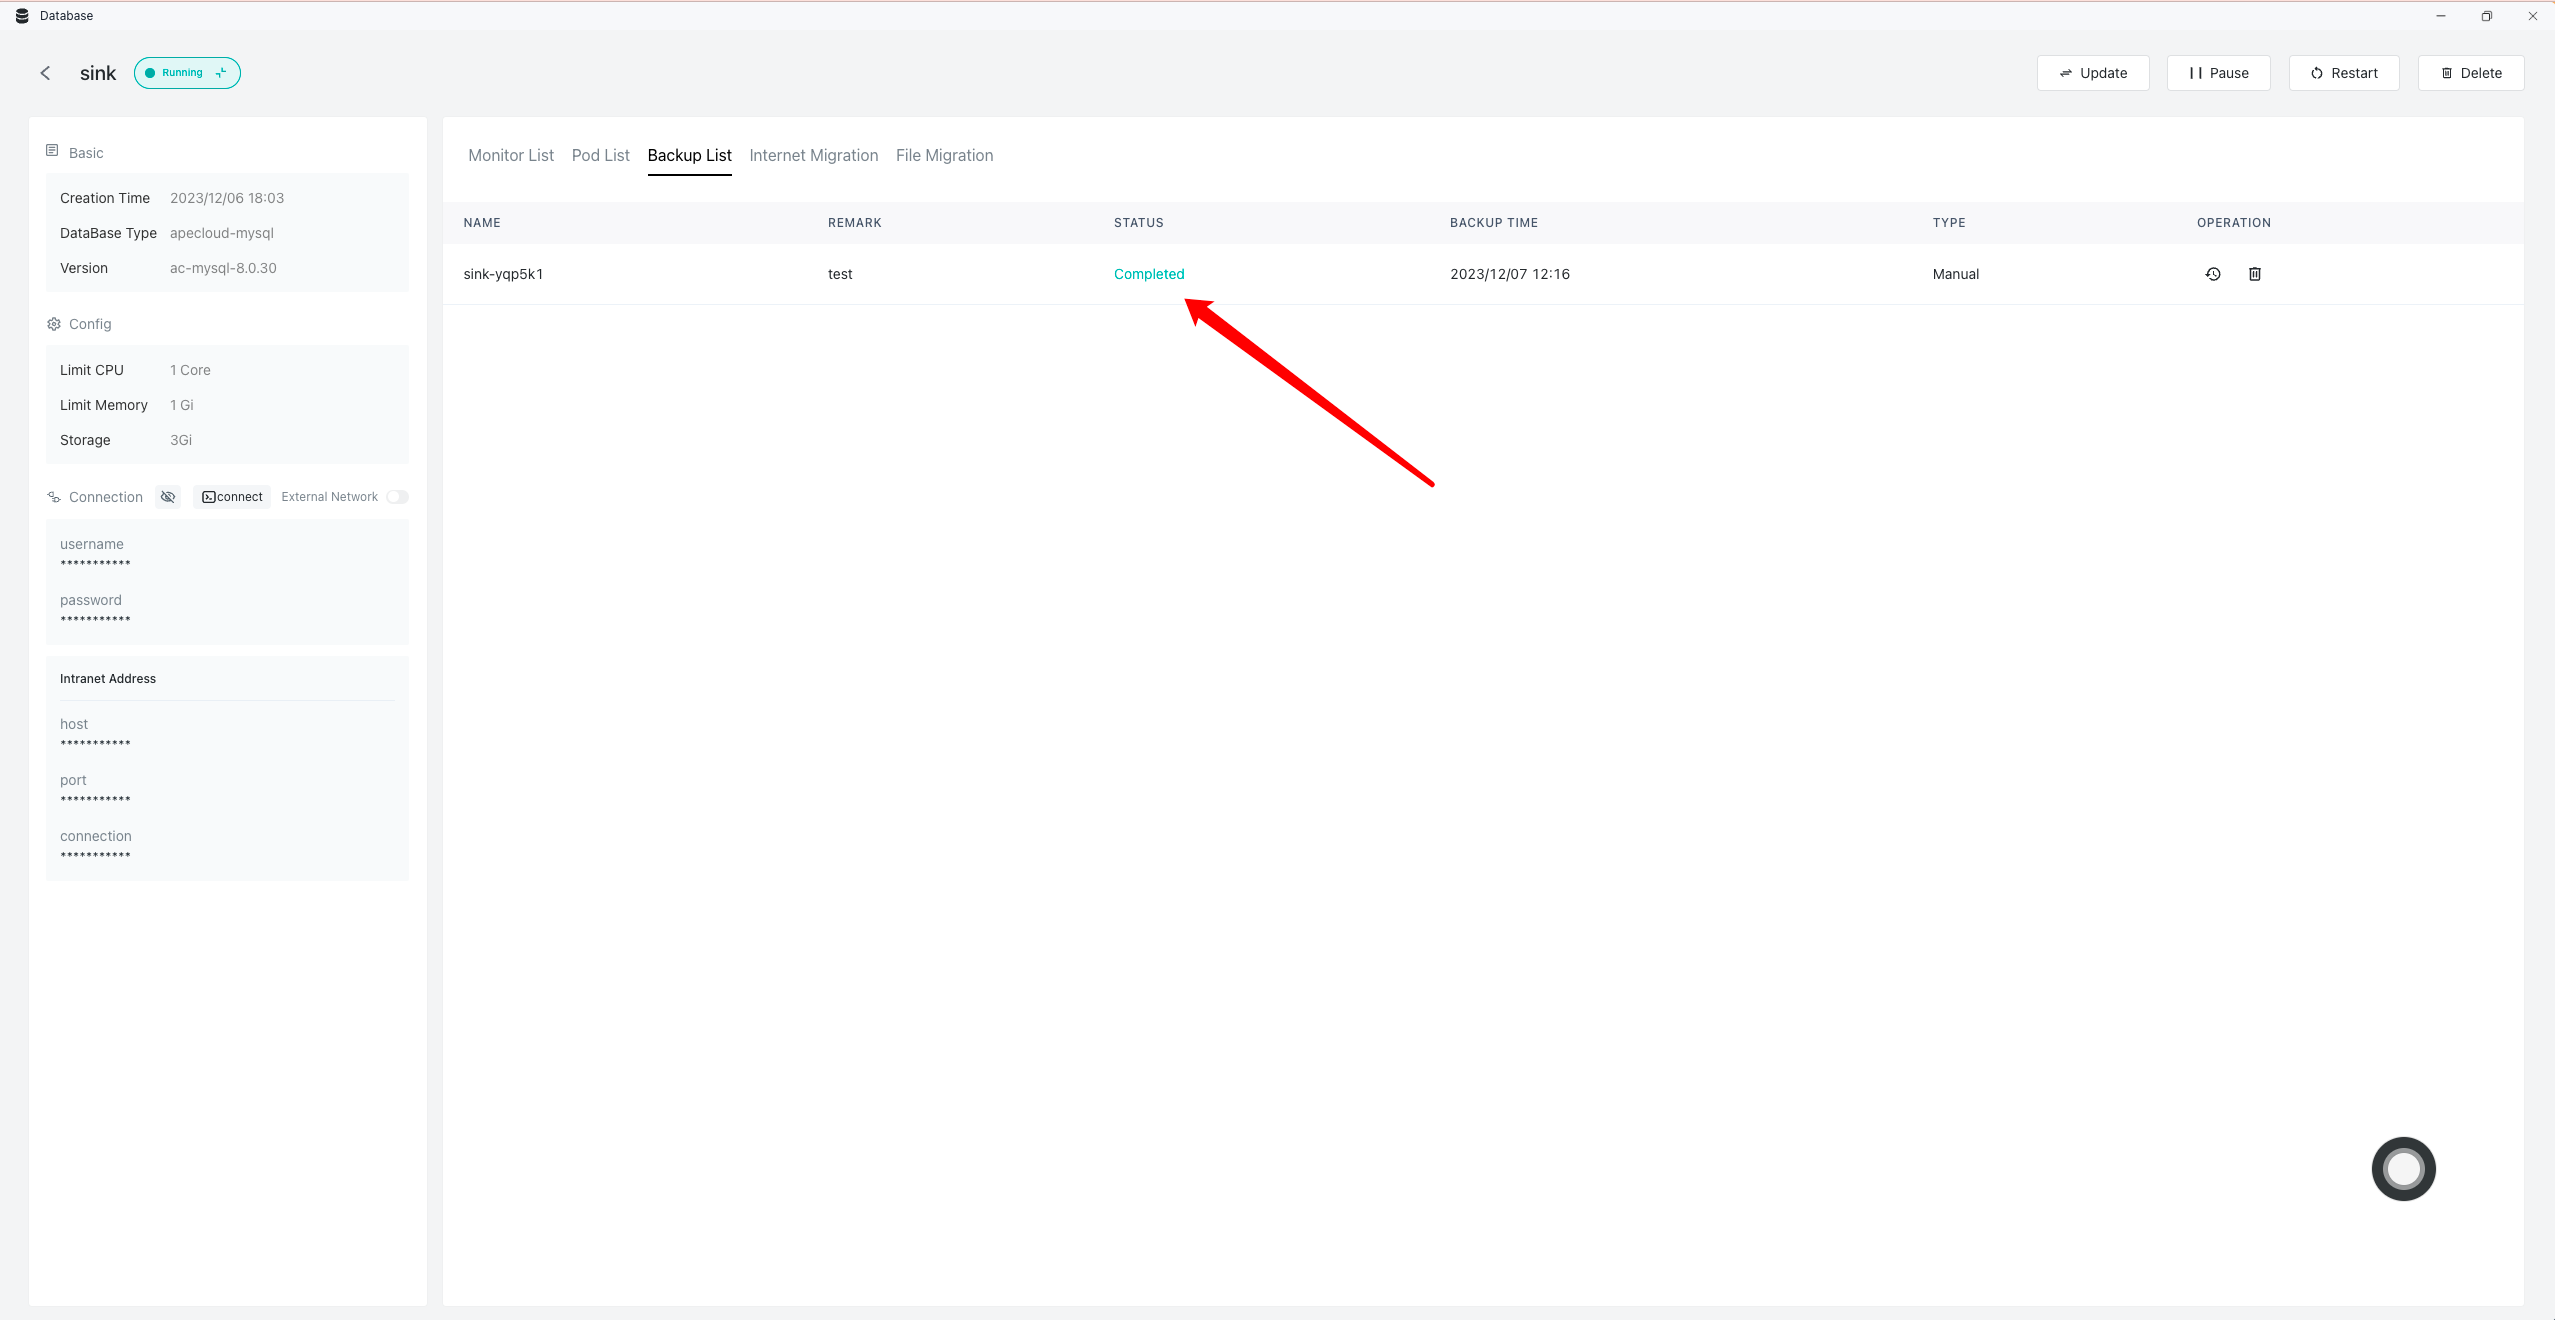 Database
sink
Running
Update
Pause
Restart
Delete
Basic
Creation Time 2023/12/06 18:03
DataBase Type apecloud-mysql
Version ac-mysql-8.0.30
Config
Limit CPU 1 Core
Limit Memory 1 Gi
Storage 3Gi
Connection connect External Network
username
***********
password
***********
Intranet Address
host
***********
port
***********
connection
***********
Monitor List Pod List Backup List Internet Migration File Migration
NAME REMARK STATUS BACKUP TIME TYPE OPERATION
sink-yqp5k1 test Completed 2023/12/07 12:16 Manual